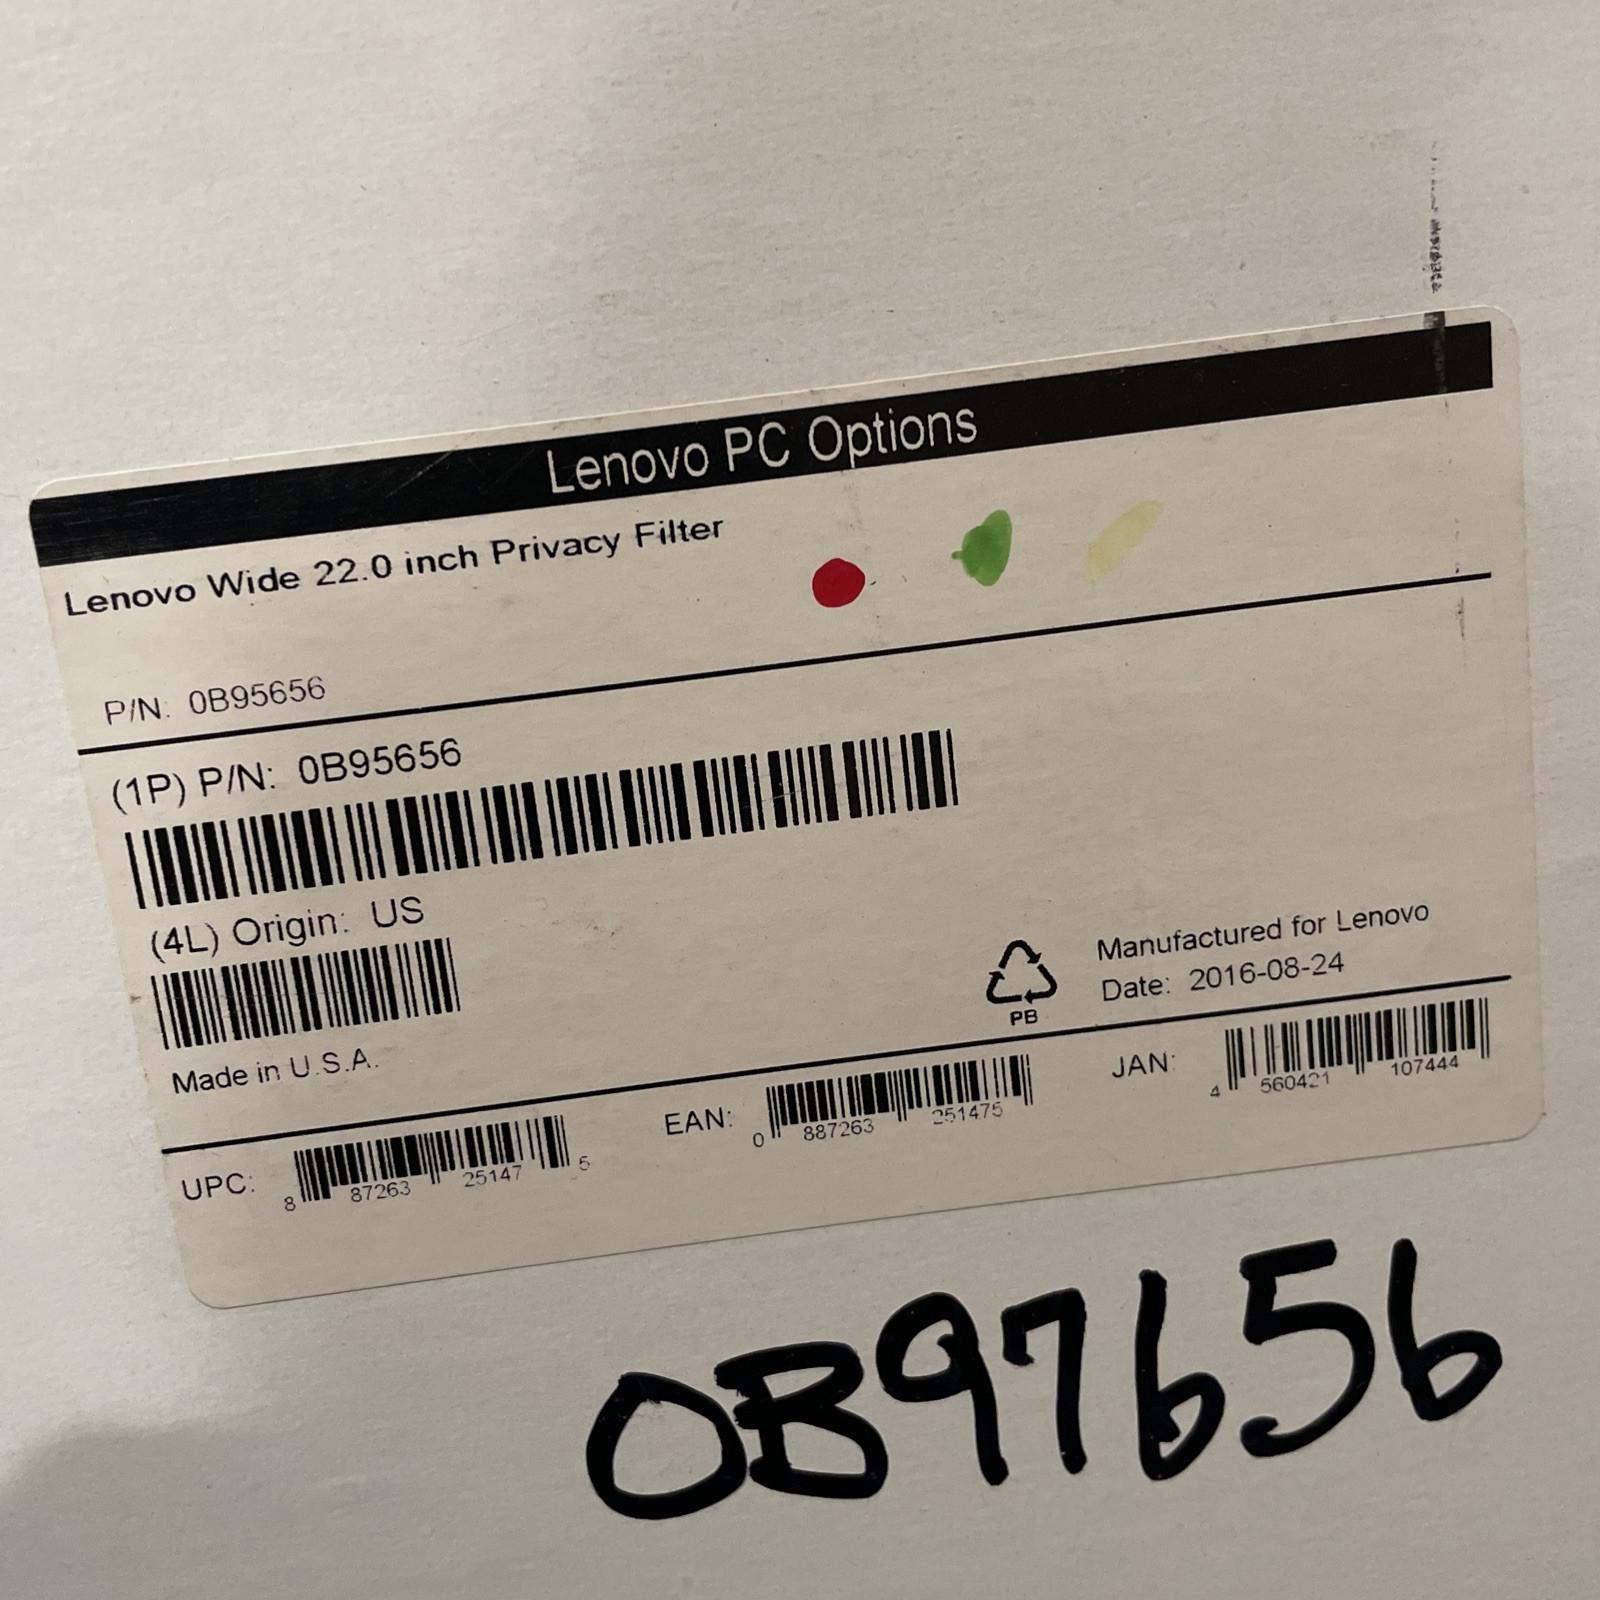 Lenovo PC Options
Lenovo Wide 22.0 inch Privacy Filter
P/N: 0B95656
(1P) P/N: 0B95656
(4L) Origin: US
Manufactured for Lenovo
Date: 2016-08-24
PB
Made in U.S.A.
UPC: 8 87263 25147 5
EAN: 0 887263 251475
JAN: 4 560421 107444
0B97656